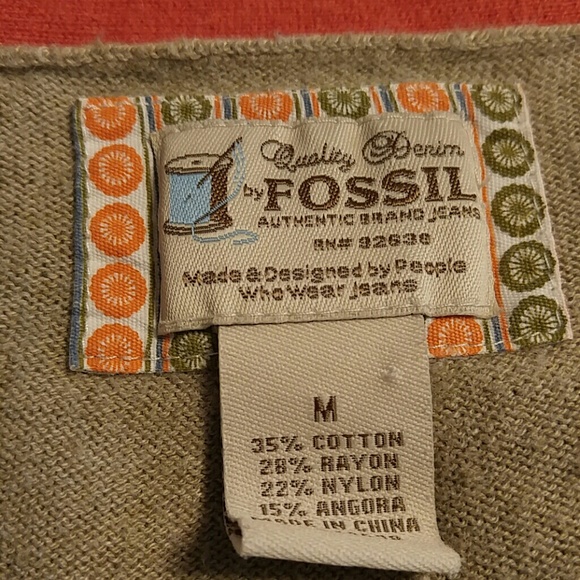 Quality Denim
by FOSSIL
AUTHENTIC BRAND JEANS
RN# 92636
Made & Designed by People
Who Wear Jeans
M
35% COTTON
28% RAYON
22% NYLON
15% ANGORA
MADE IN CHINA